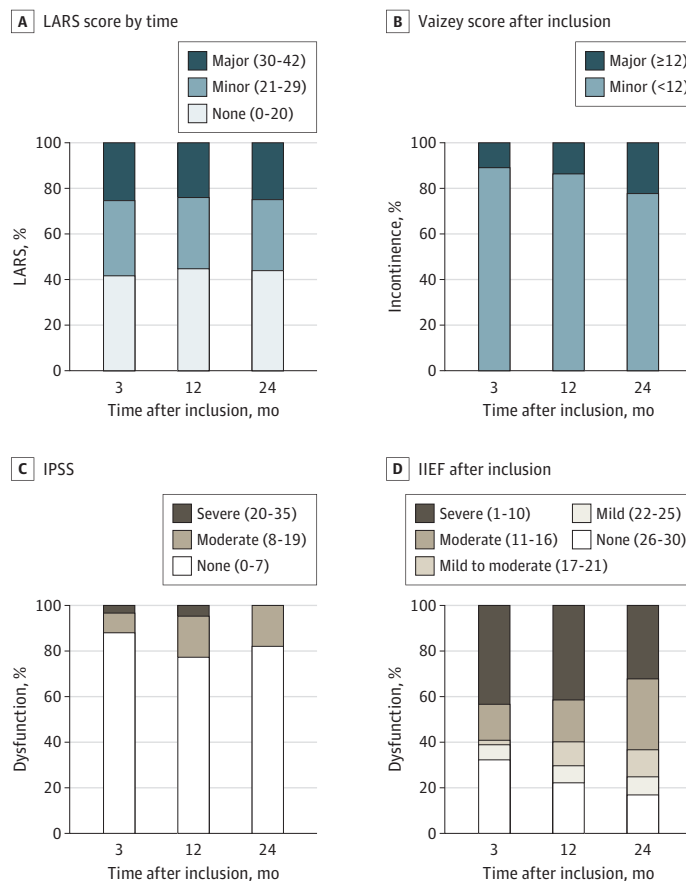 A LARS score by time
Major (30-42)
Minor (21-29)
None (0-20)
100
80
60
40
20
0
LARS, %
3 12 24
Time after inclusion, mo
B Vaizey score after inclusion
Major (≥12)
Minor (<12)
100
80
60
40
20
0
Incontinence, %
3 12 24
Time after inclusion, mo
C IPSS
Severe (20-35)
Moderate (8-19)
None (0-7)
100
80
60
40
20
0
Dysfunction, %
3 12 24
Time after inclusion, mo
D IIEF after inclusion
Severe (1-10) Mild (22-25)
Moderate (11-16) None (26-30)
Mild to moderate (17-21)
100
80
60
40
20
0
Dysfunction, %
3 12 24
Time after inclusion, mo